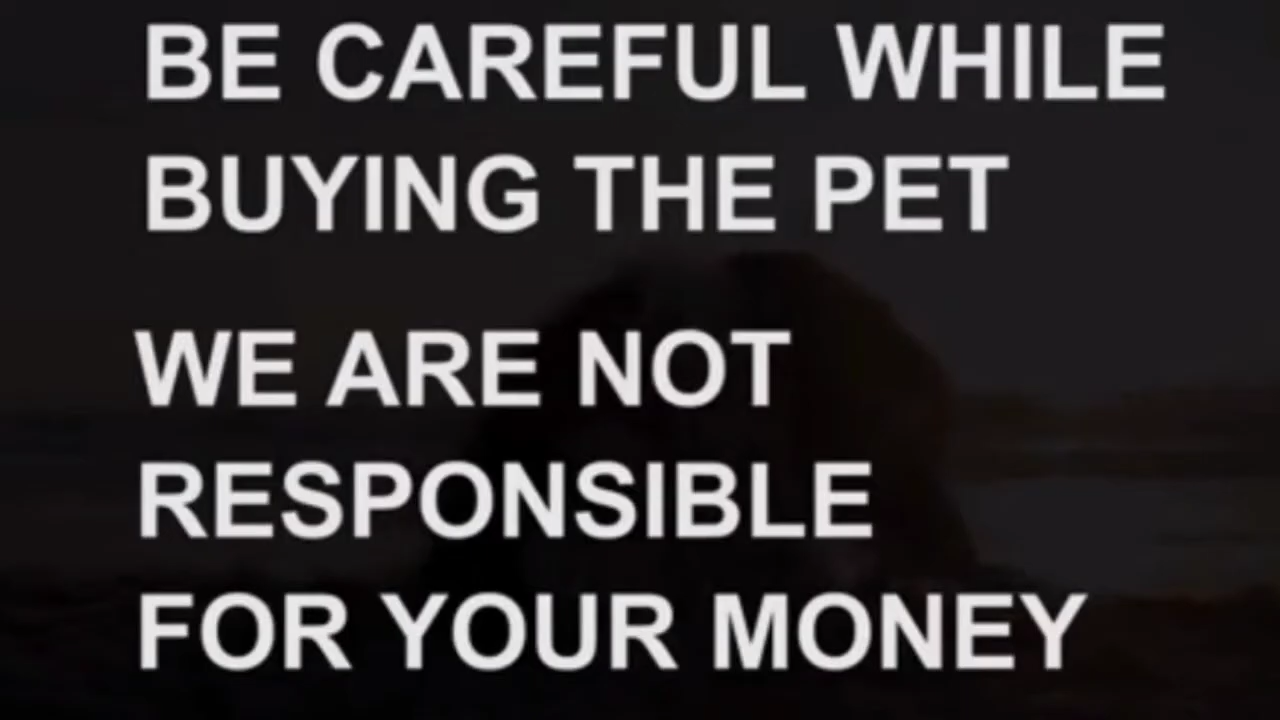 BE CAREFUL WHILE
BUYING THE PET
WE ARE NOT
RESPONSIBLE
FOR YOUR MONEY